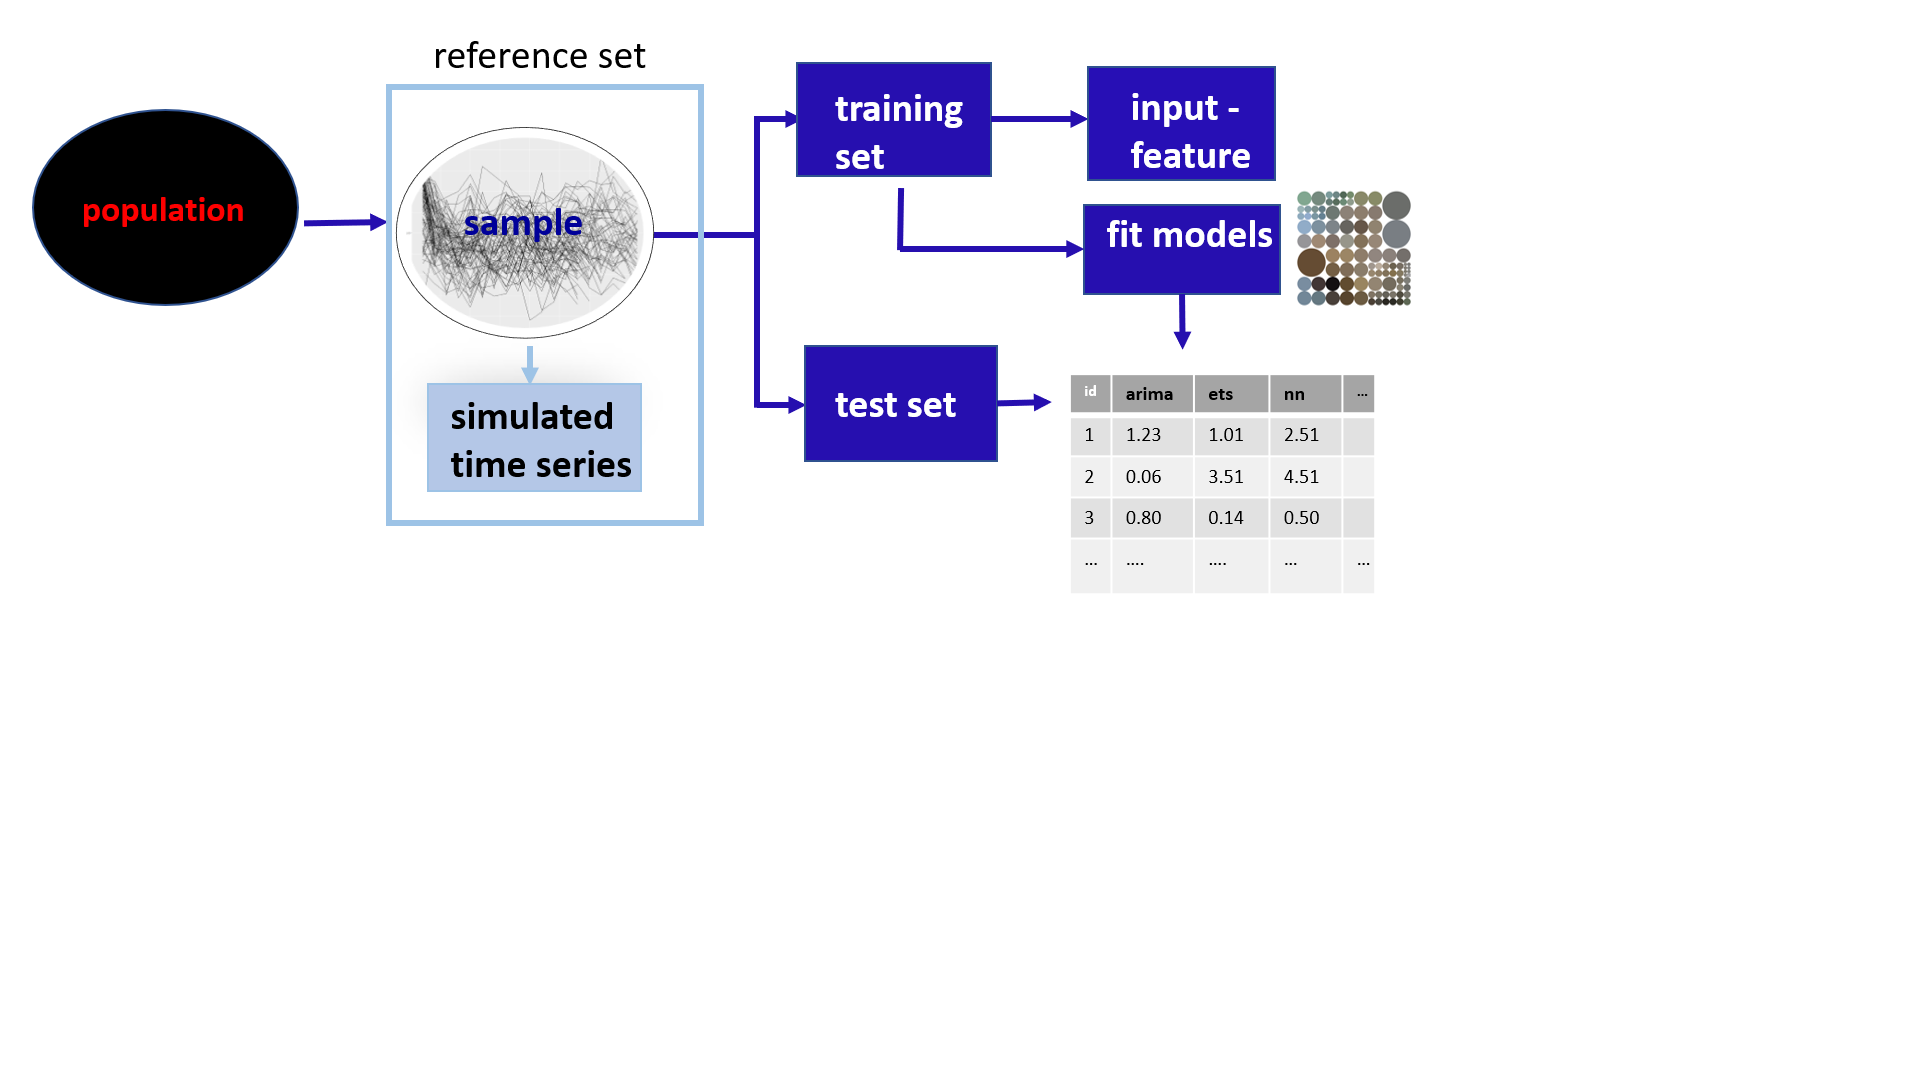 reference set
population
sample
simulated
time series
training
set
input -
feature
fit models
test set
id arima ets nn ...
1 1.23 1.01 2.51
2 0.06 3.51 4.51
3 0.80 0.14 0.50
... .... .... ... ...